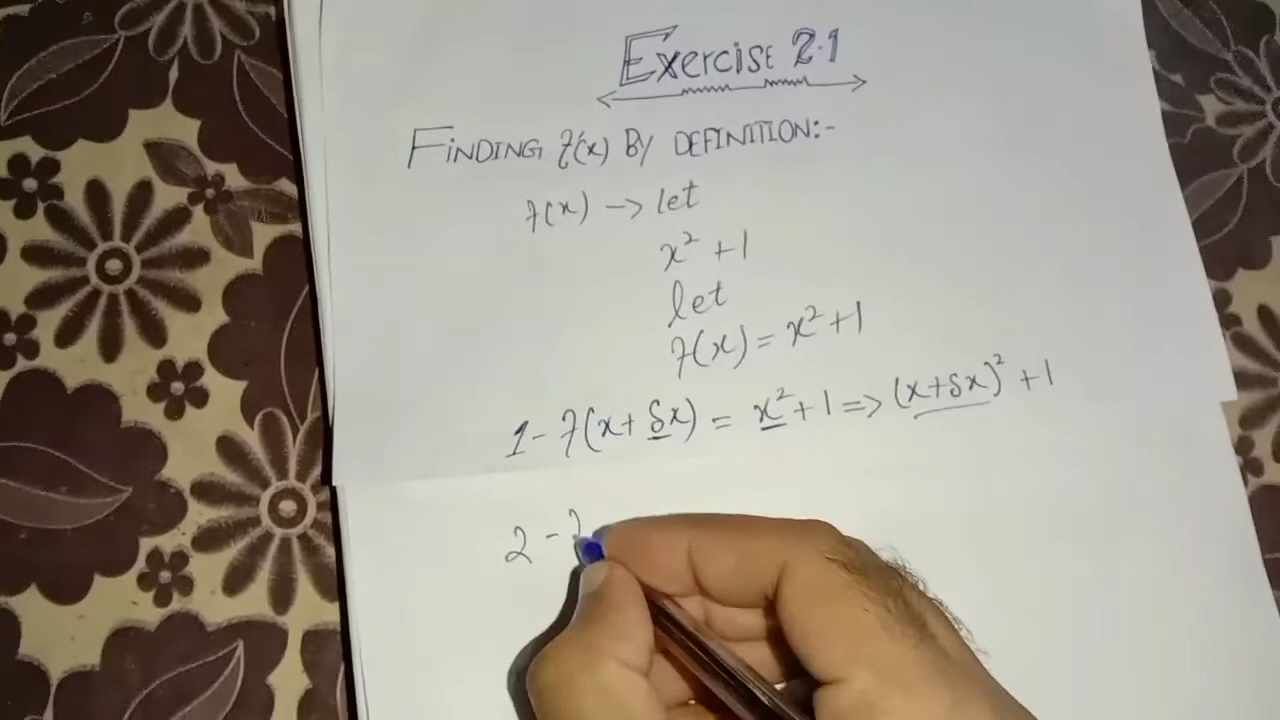 Exercise 2.1
FINDING f'(x) BY DEFINITION:-
f(x) -> let
x² + 1
let
f(x) = x² + 1
1- f(x + δx) = x² + 1 => (x + δx)² + 1
2 -